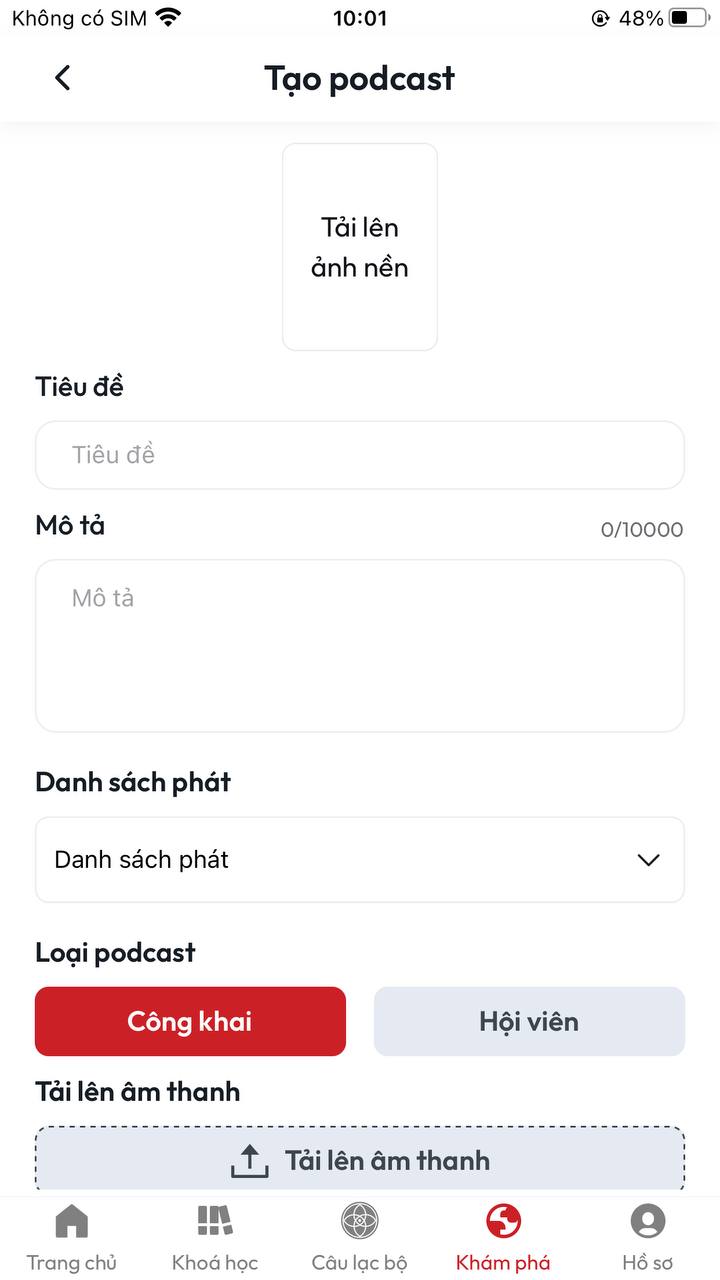 Không có SIM 10:01 48%
Tạo podcast
Tải lên
ảnh nền
Tiêu đề
Tiêu đề
Mô tả 0/10000
Mô tả
Danh sách phát
Danh sách phát
Loại podcast
Công khai Hội viên
Tải lên âm thanh
Tải lên âm thanh
Trang chủ Khoá học Câu lạc bộ Khám phá Hồ sơ